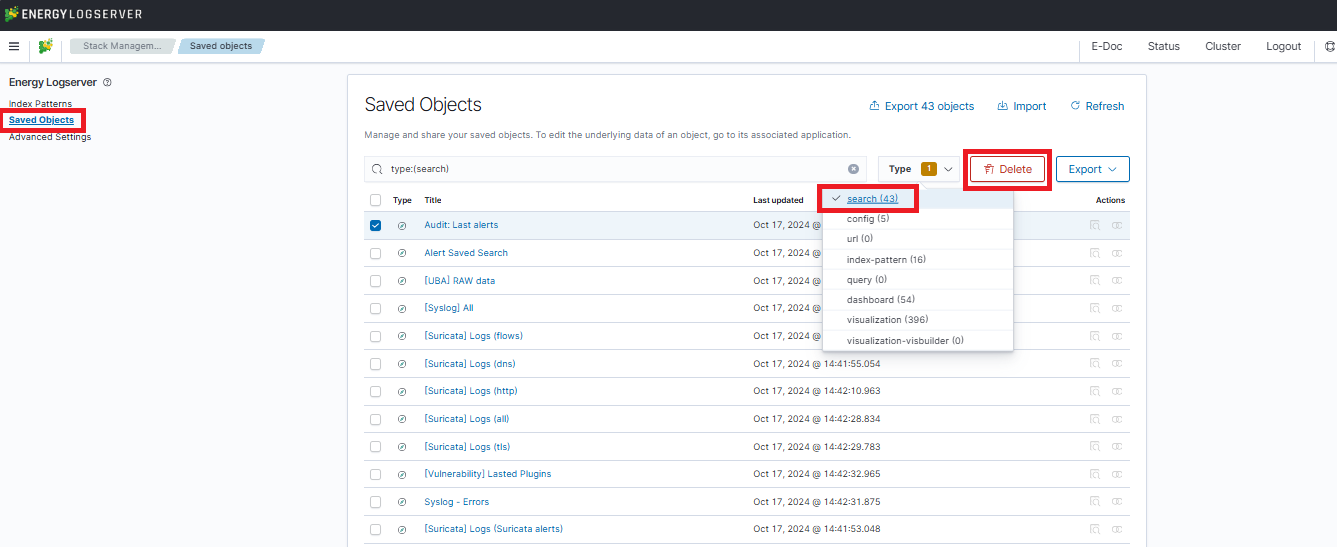 ENERGY LOGSERVER
Stack Managem... Saved objects E-Doc Status Cluster Logout
Energy Logserver
Index Patterns
Saved Objects
Advanced Settings
Saved Objects Export 43 objects Import Refresh
Manage and share your saved objects. To edit the underlying data of an object, go to its associated application.
type:(search) Type 1 Delete Export
Type Title Last updated Actions
search (43)
config (5)
url (0)
index-pattern (16)
query (0)
dashboard (54)
visualization (396)
visualization-visbuilder (0)
Audit: Last alerts Oct 17, 2024 @
Alert Saved Search Oct 17, 2024 @
[UBA] RAW data Oct 17, 2024 @
[Syslog] All Oct 17, 2024 @
[Suricata] Logs (flows) Oct 17, 2024 @
[Suricata] Logs (dns) Oct 17, 2024 @ 14:41:55.054
[Suricata] Logs (http) Oct 17, 2024 @ 14:42:10.963
[Suricata] Logs (all) Oct 17, 2024 @ 14:42:28.834
[Suricata] Logs (tls) Oct 17, 2024 @ 14:42:29.783
[Vulnerability] Lasted Plugins Oct 17, 2024 @ 14:42:32.965
Syslog - Errors Oct 17, 2024 @ 14:42:31.875
[Suricata] Logs (Suricata alerts) Oct 17, 2024 @ 14:41:53.048